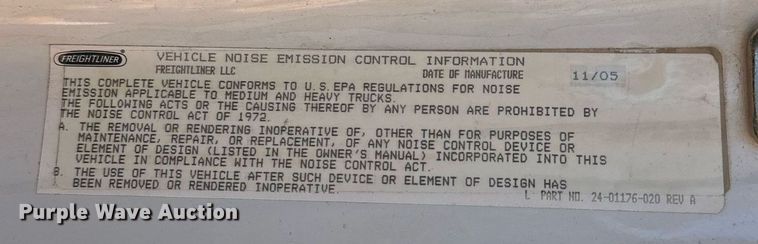 FREIGHTLINER VEHICLE NOISE EMISSION CONTROL INFORMATION
FREIGHTLINER LLC DATE OF MANUFACTURE 11/05
THIS COMPLETE VEHICLE CONFORMS TO U.S.EPA REGULATIONS FOR NOISE
EMISSION APPLICABLE TO MEDIUM AND HEAVY TRUCKS.
THE FOLLOWING ACTS OR THE CAUSING THEREOF BY ANY PERSON ARE PROHIBITED BY
THE NOISE CONTROL ACT OF 1972.
A. THE REMOVAL OR RENDERING INOPERATIVE OF, OTHER THAN FOR PURPOSES OF
MAINTENANCE, REPAIR, OR REPLACEMENT, OF ANY NOISE CONTROL DEVICE OR
ELEMENT OF DESIGN (LISTED IN THE OWNER'S MANUAL) INCORPORATED INTO THIS
VEHICLE IN COMPLIANCE WITH THE NOISE CONTROL ACT.
B. THE USE OF THIS VEHICLE AFTER SUCH DEVICE OR ELEMENT OF DESIGN HAS
BEEN REMOVED OR RENDERED INOPERATIVE.
L PART NO. 24-01176-020 REV A
Purple Wave Auction